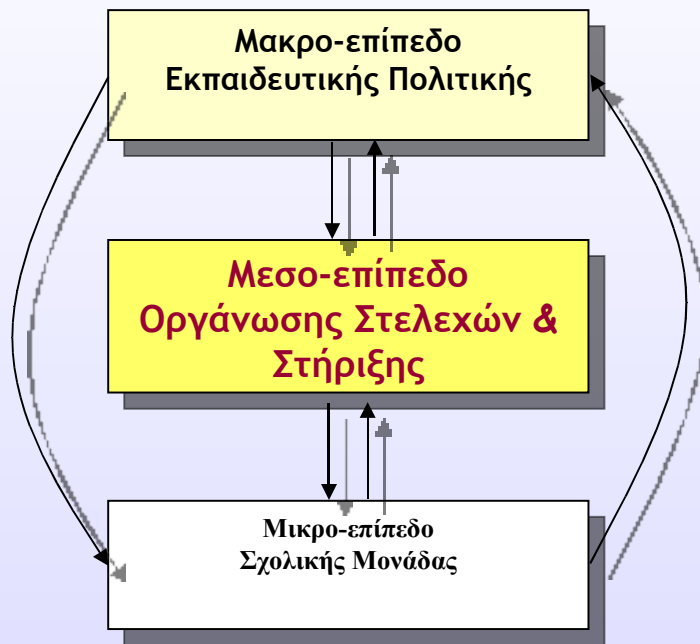 Μακρο-επίπεδο
Εκπαιδευτικής Πολιτικής
Μεσο-επίπεδο
Οργάνωσης Στελεχών &
Στήριξης
Μικρο-επίπεδο
Σχολικής Μονάδας